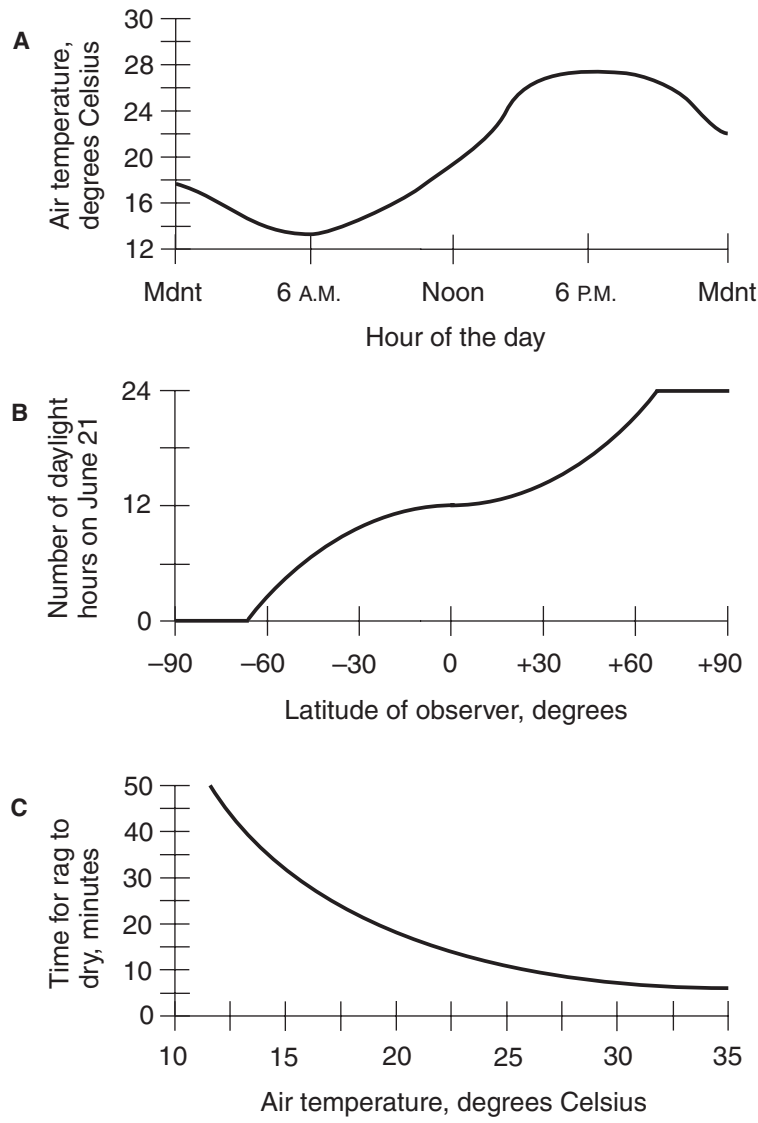 A
Air temperature,
degrees Celsius
30
28
24
20
16
12
Mdnt 6 A.M. Noon 6 P.M. Mdnt
Hour of the day
B
Number of daylight
hours on June 21
24
12
0
–90 –60 –30 0 +30 +60 +90
Latitude of observer, degrees
C
Time for rag to
dry, minutes
50
40
30
20
10
0
10 15 20 25 30 35
Air temperature, degrees Celsius